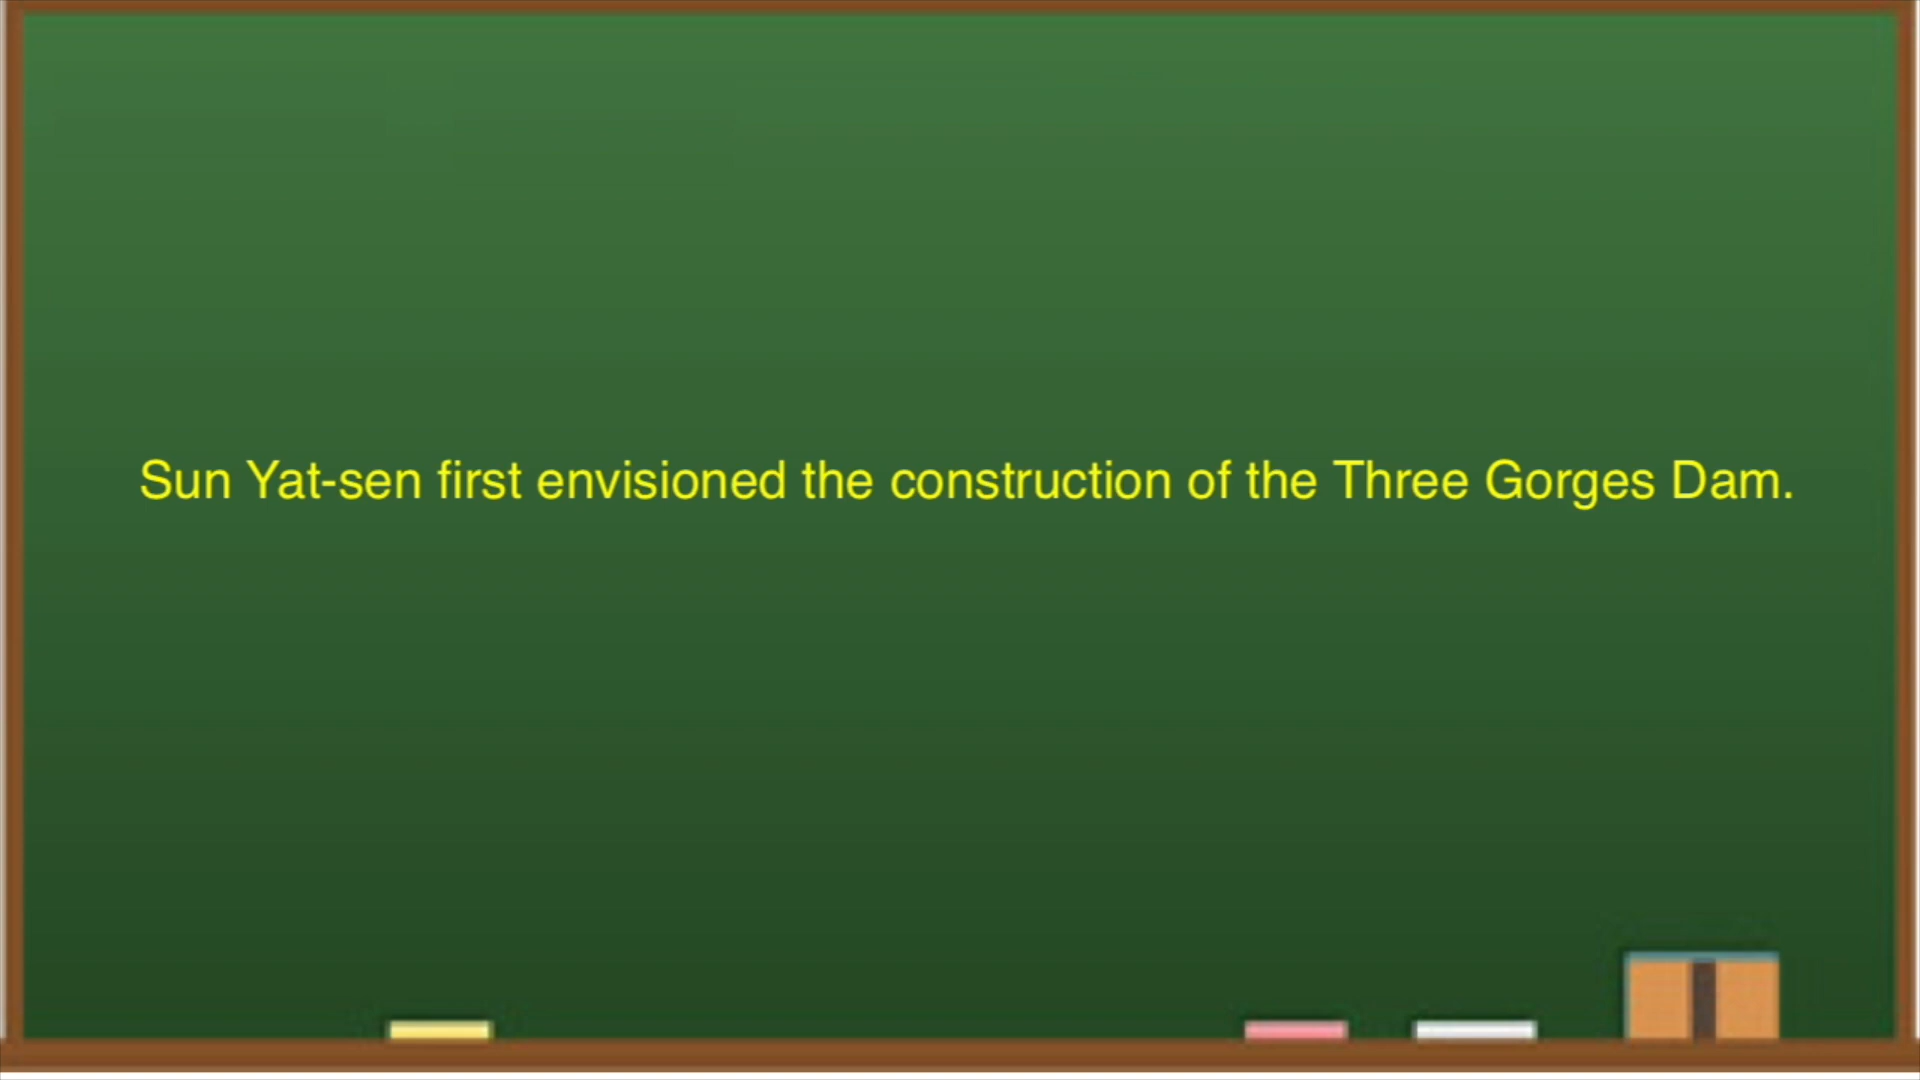 Sun Yat-sen first envisioned the construction of the Three Gorges Dam.